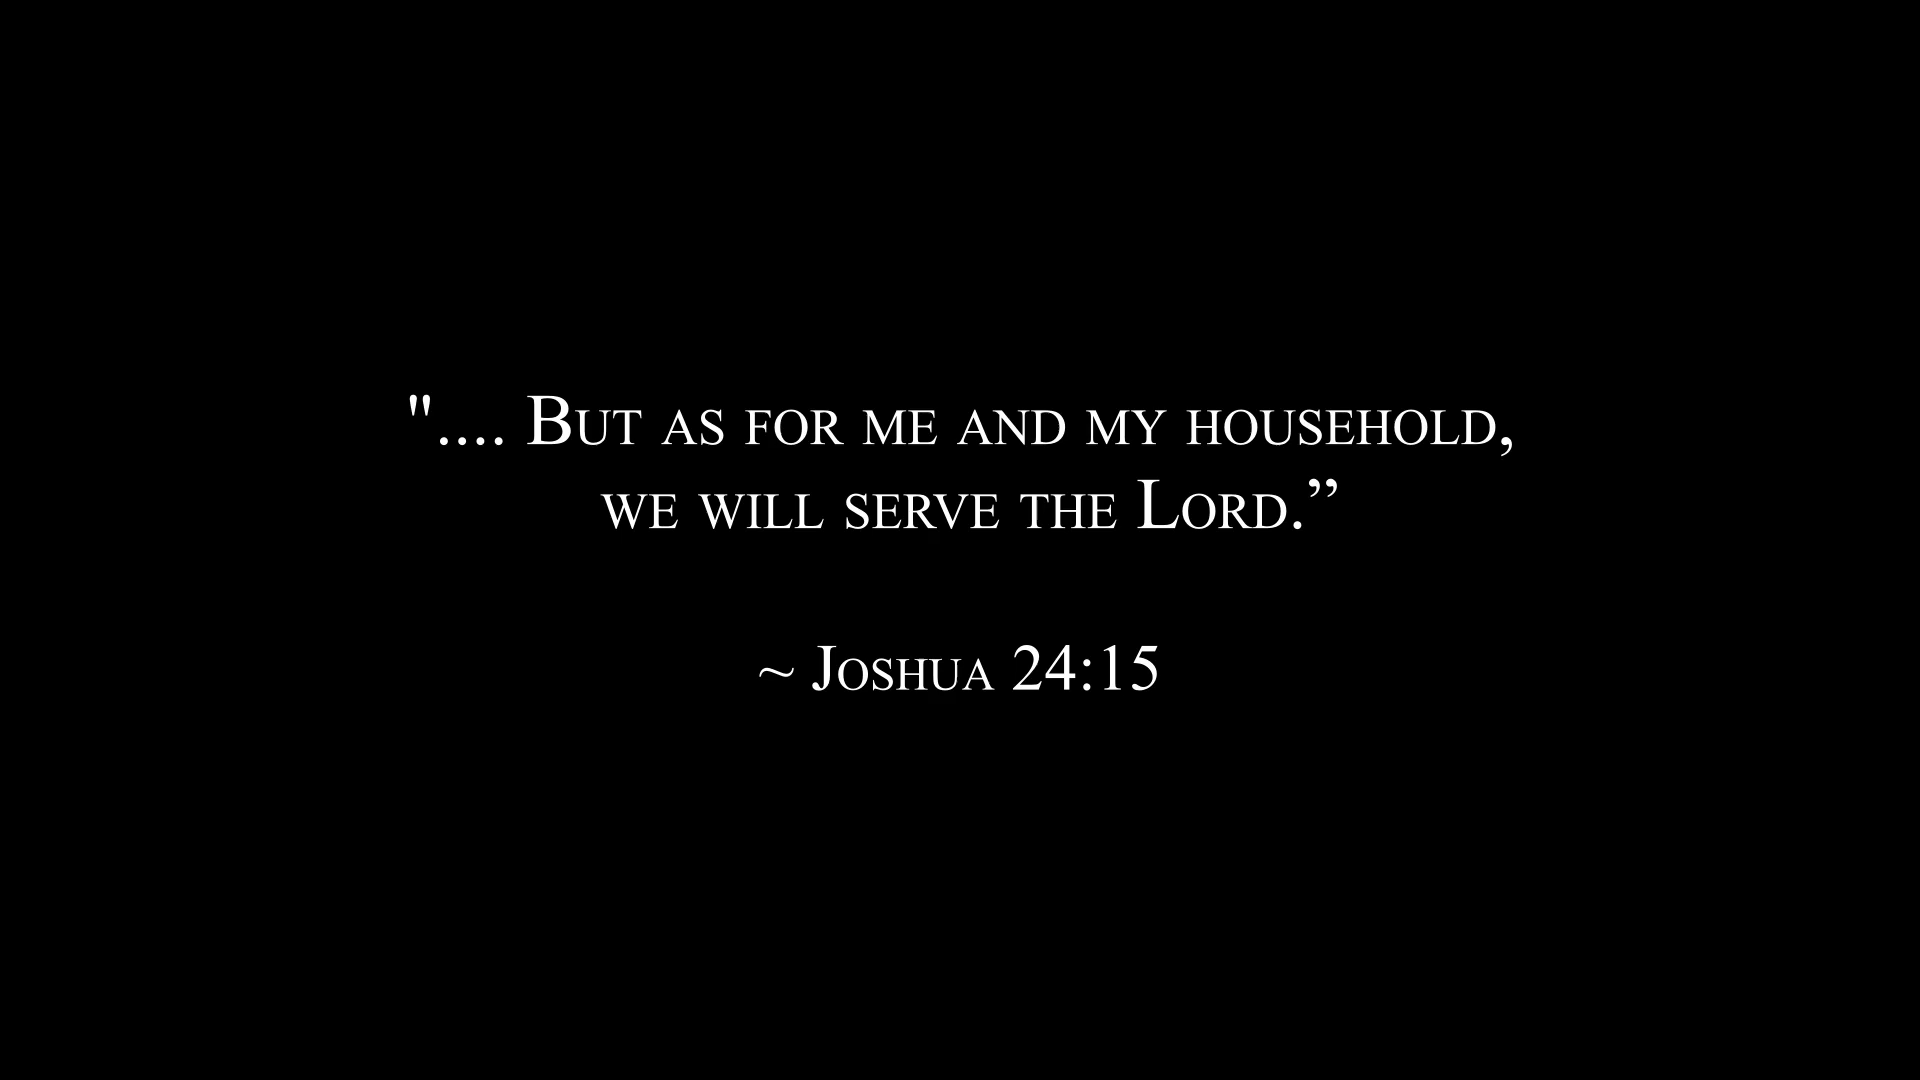 ".... But as for me and my household,
we will serve the Lord.”
~ Joshua 24:15